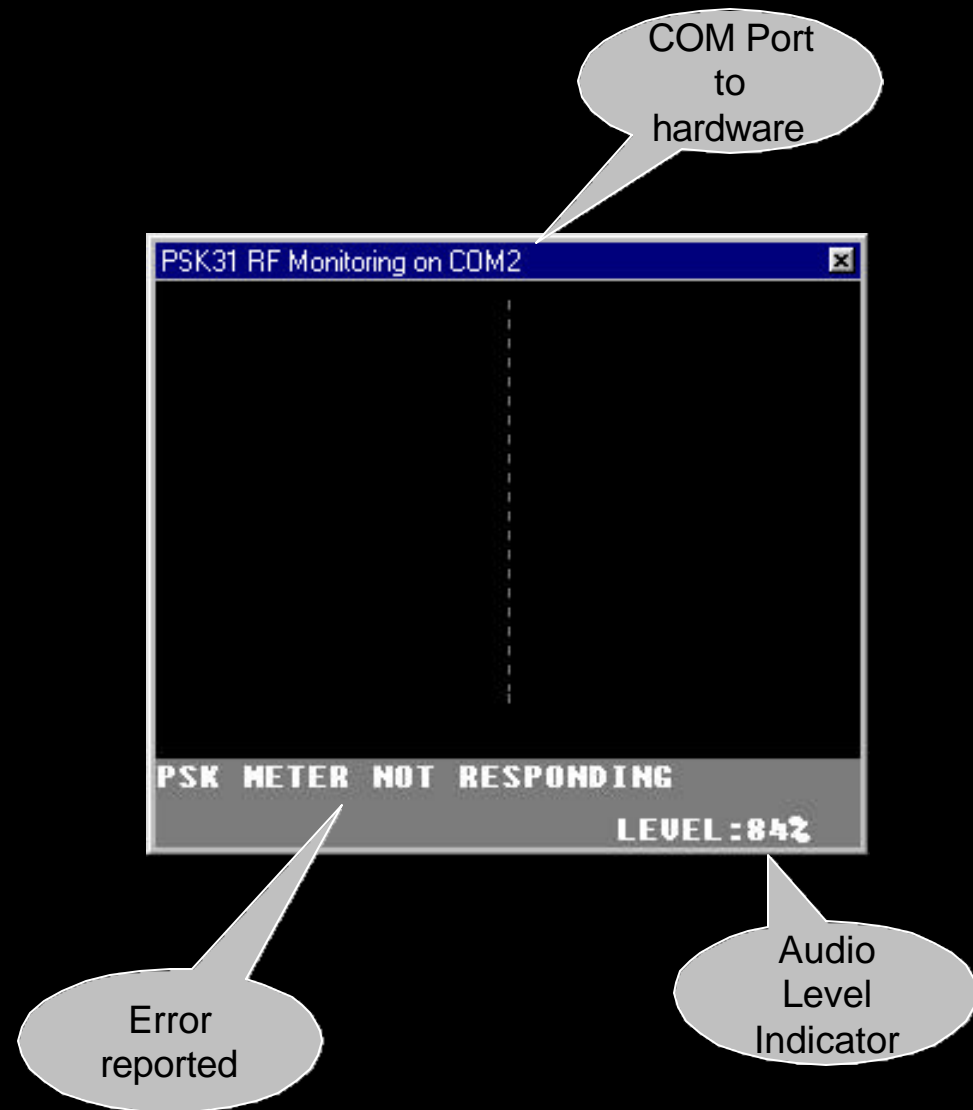 COM Port
to
hardware
PSK31 RF Monitoring on COM2
PSK METER NOT RESPONDING
LEVEL:84%
Audio
Level
Indicator
Error
reported